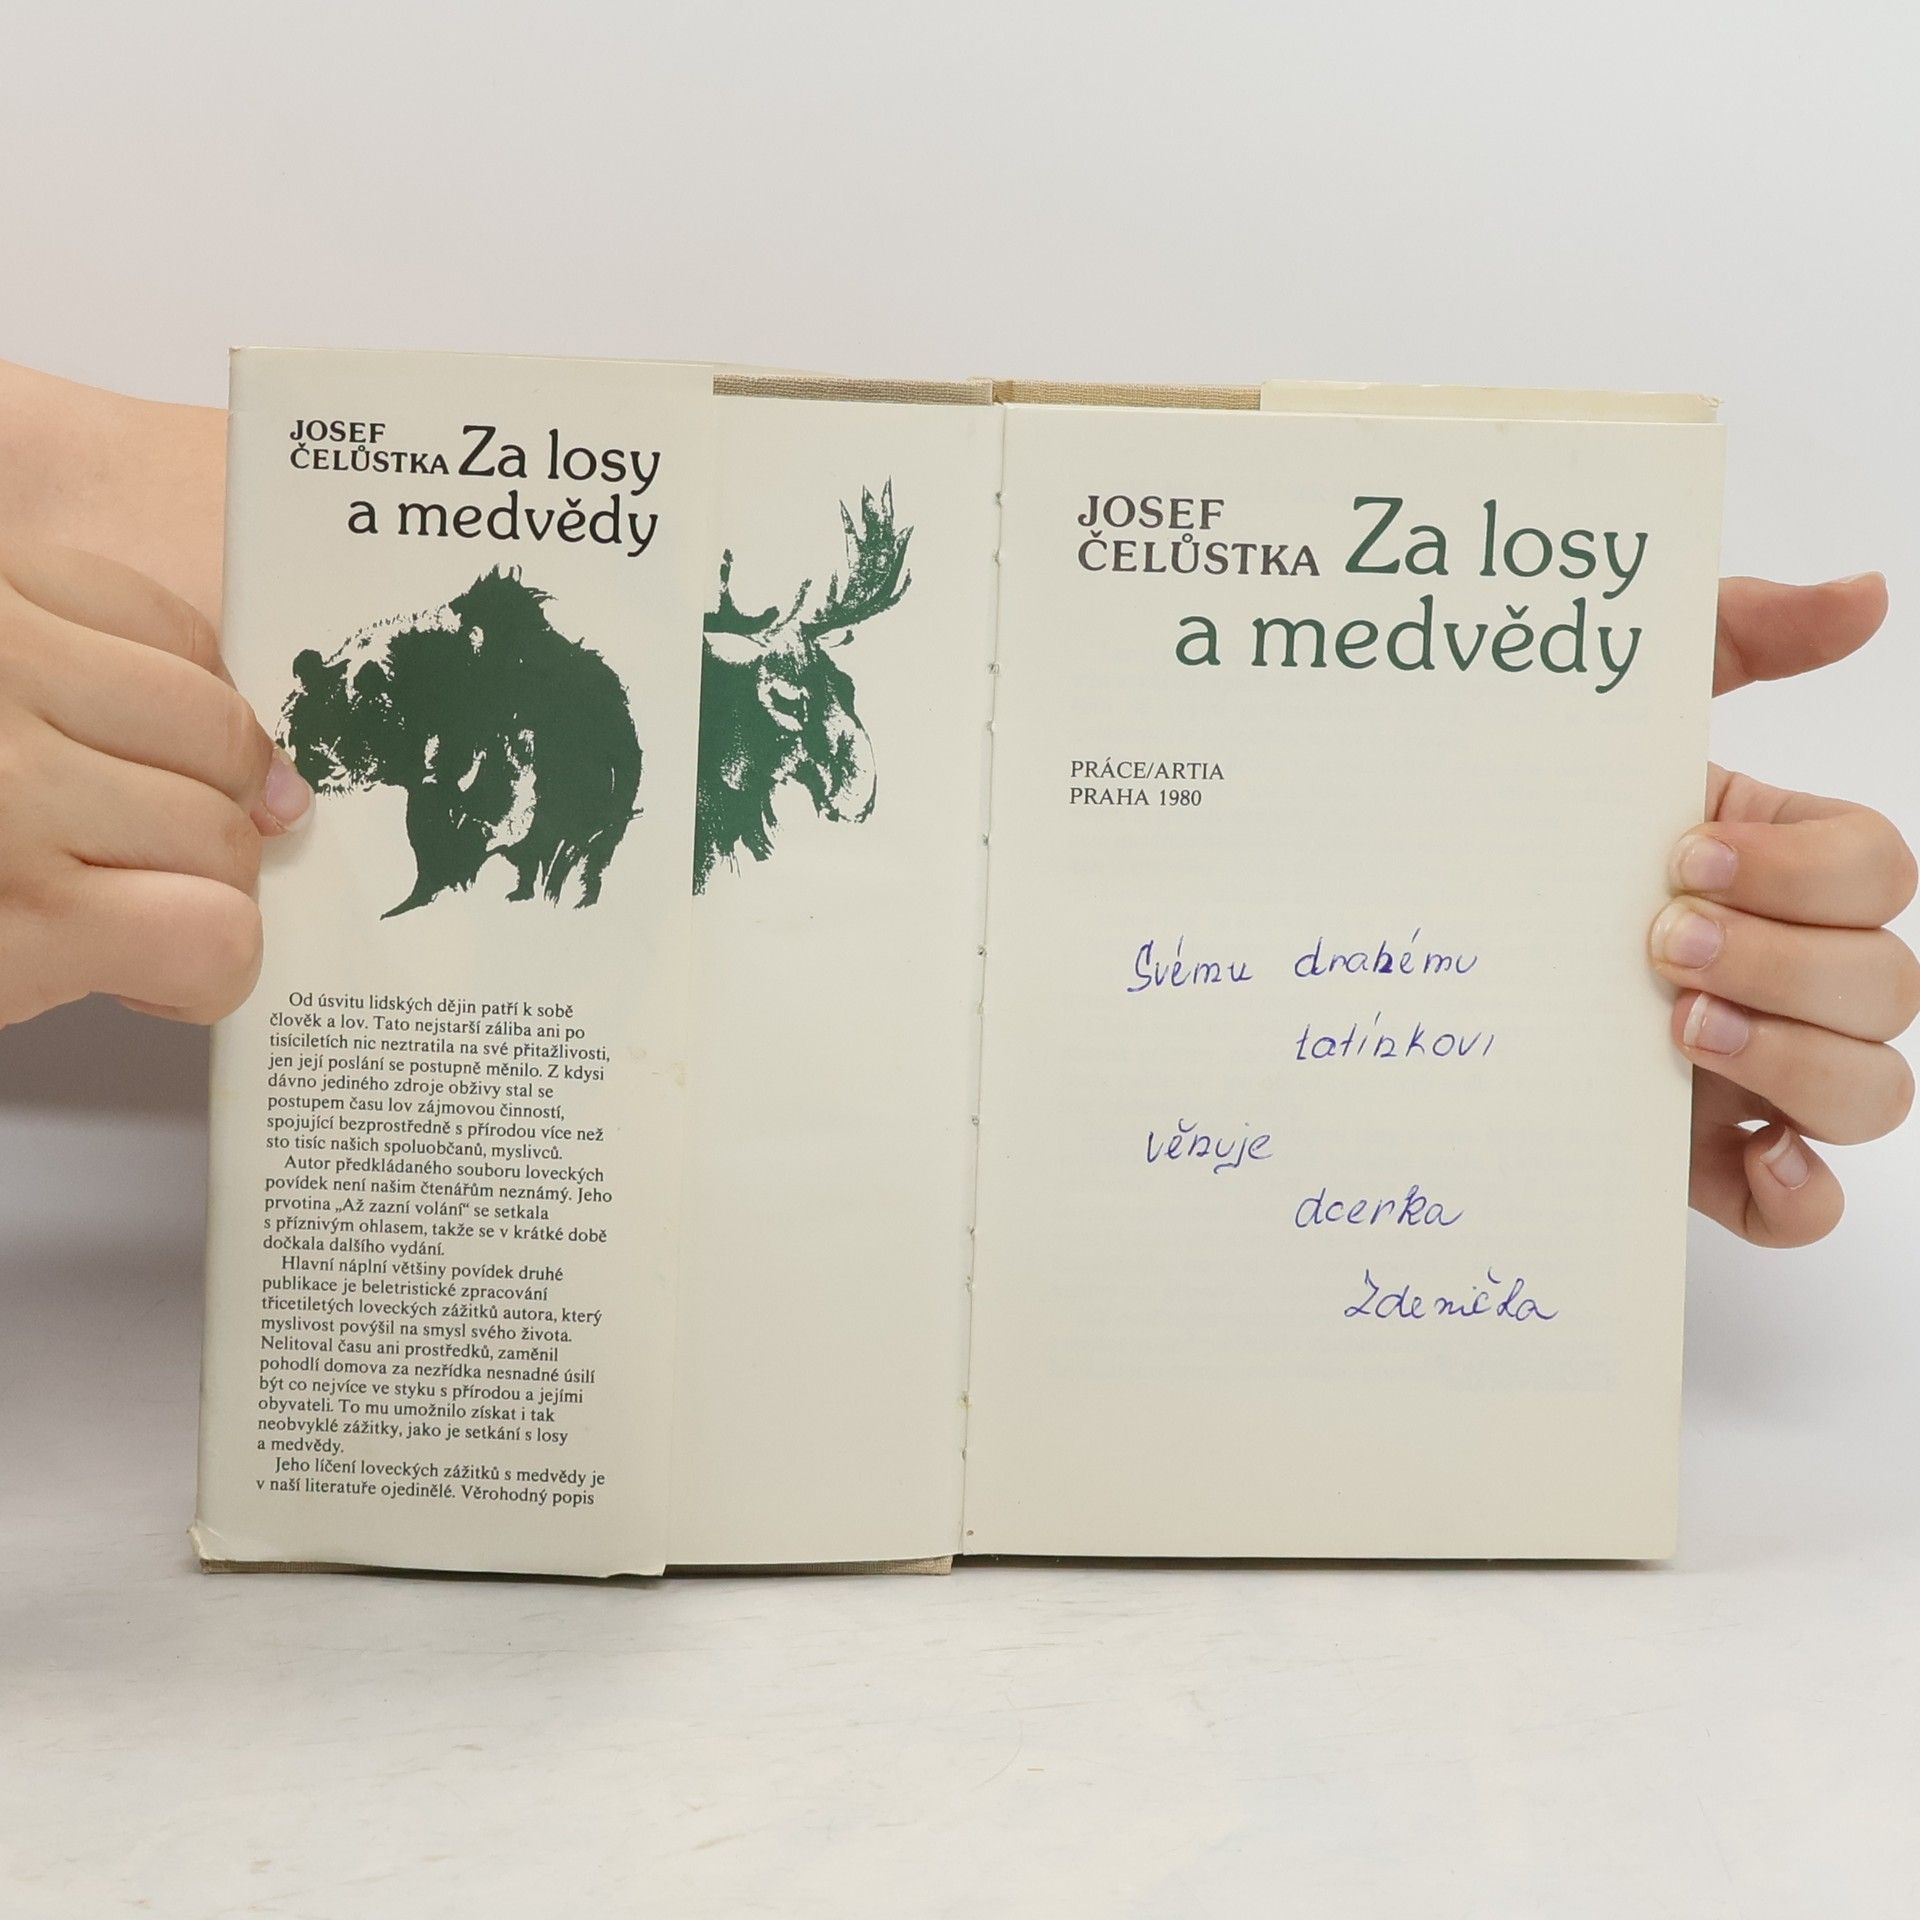 JOSEF
ČELŮSTKA Za losy
a medvědy
Od úsvitu lidských dějin patří k sobě
člověk a lov. Tato nejstarší záliba ani po
tisíciletích nic neztratila na své přitažlivosti,
jen její poslání se postupně měnilo. Z kdysi
dávno jediného zdroje obživy stal se
postupem času lov zájmovou činností,
spojující bezprostředně s přírodou více než
sto tisíc našich spoluobčanů, myslivců.
Autor předkládaného souboru loveckých
povídek není našim čtenářům neznámý. Jeho
prvotina „Až zazní volání“ se setkala
s příznivým ohlasem, takže se v krátké době
dočkala dalšího vydání.
Hlavní náplní většiny povídek druhé
publikace je beletristické zpracování
třicetiletých loveckých zážitků autora, který
myslivost povýšil na smysl svého života.
Nelitoval času ani prostředků, zaměnil
pohodlí domova za nezřídka nesnadné úsilí
být co nejvíce ve styku s přírodou a jejími
obyvateli. To mu umožnilo získat i tak
neobvyklé zážitky, jako je setkání s losy
a medvědy.
Jeho líčení loveckých zážitků s medvědy je
v naší literatuře ojedinělé. Věrohodný popis
JOSEF
ČELŮSTKA Za losy
a medvědy
PRÁCE/ARTIA
PRAHA 1980
Svému drahému
tatínkovi
věnuje
dcerka
Zdenička